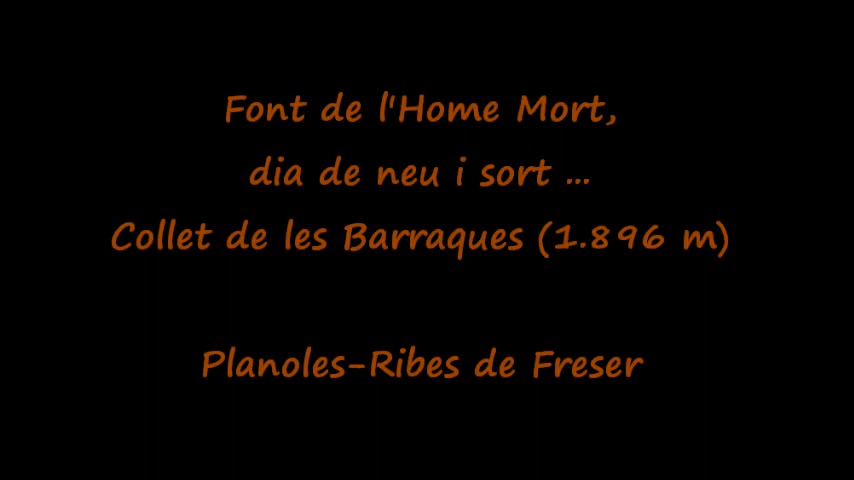 Font de l'Home Mort,
dia de neu i sort ...
Collet de les Barraques (1.896 m)
Planoles-Ribes de Freser